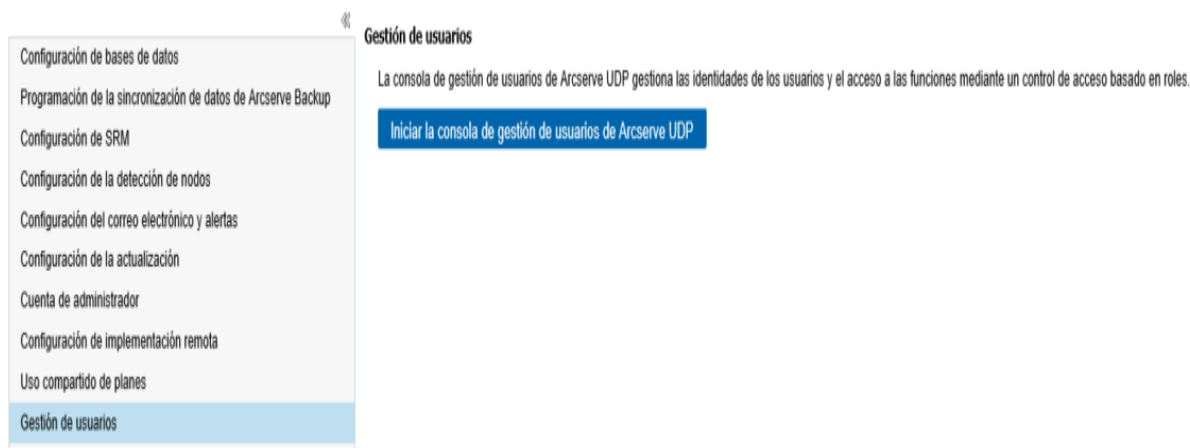 Configuración de bases de datos
Programación de la sincronización de datos de Arcserve Backup
Configuración de SRM
Configuración de la detección de nodos
Configuración del correo electrónico y alertas
Configuración de la actualización
Cuenta de administrador
Configuración de implementación remota
Uso compartido de planes
Gestión de usuarios
Gestión de usuarios
La consola de gestión de usuarios de Arcserve UDP gestiona las identidades de los usuarios y el acceso a las funciones mediante un control de acceso basado en roles.
Iniciar la consola de gestión de usuarios de Arcserve UDP